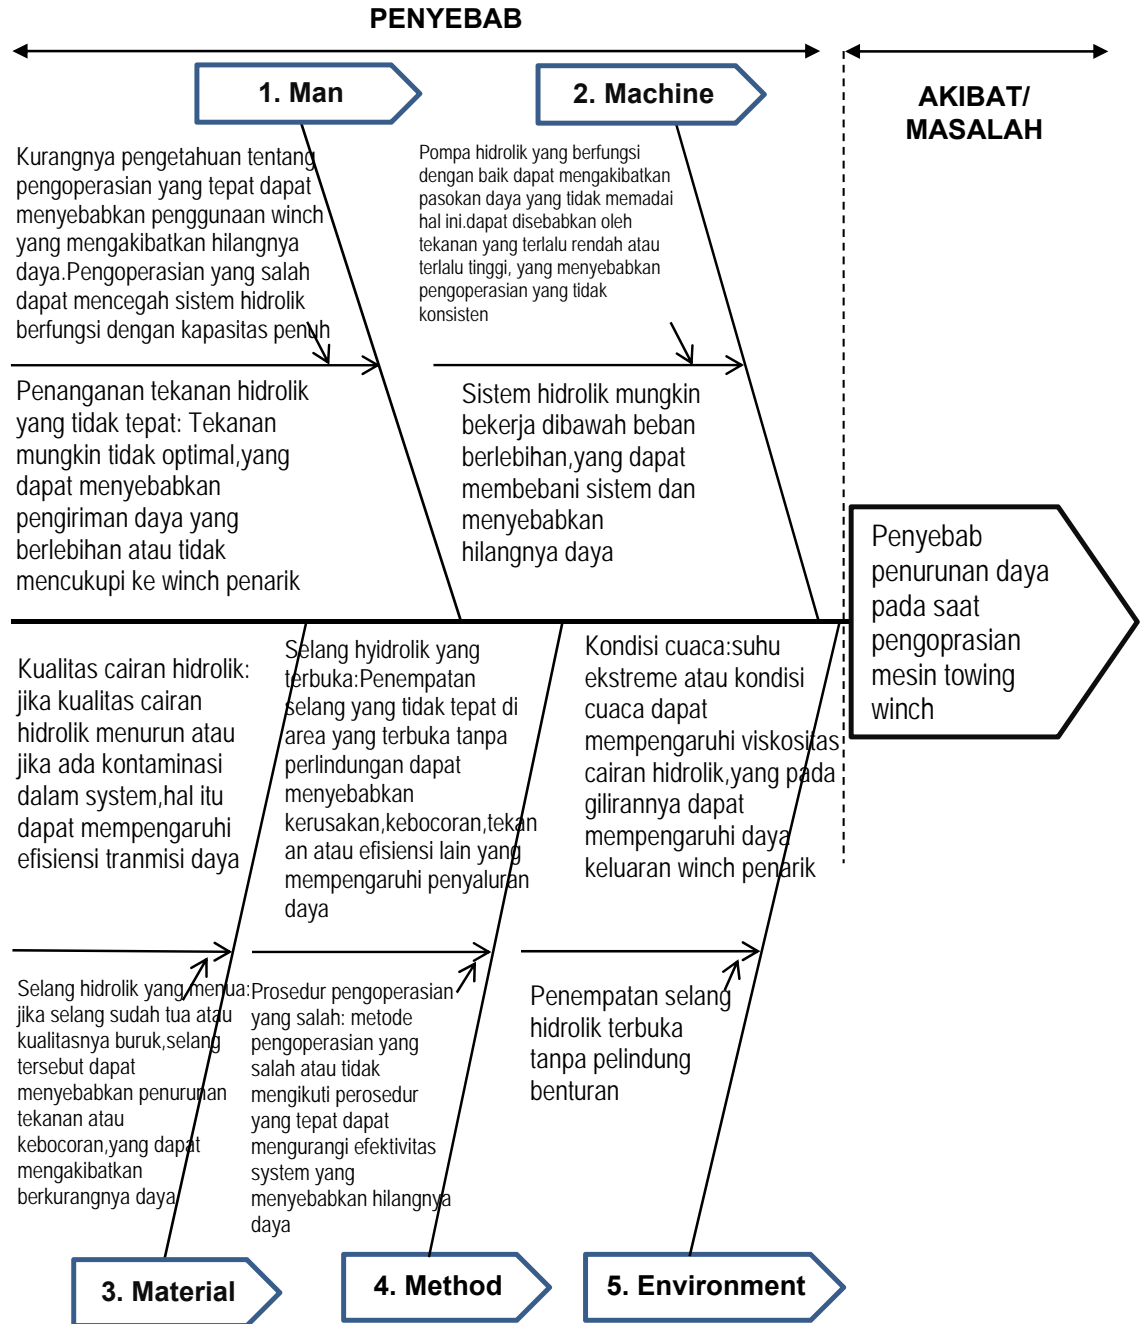 PENYEBAB
AKIBAT/
MASALAH
1. Man
Kurangnya pengetahuan tentang
pengoperasian yang tepat dapat
menyebabkan penggunaan winch
yang mengakibatkan hilangnya
daya.Pengoperasian yang salah
dapat mencegah sistem hidrolik
berfungsi dengan kapasitas penuh
Penanganan tekanan hidrolik
yang tidak tepat: Tekanan
mungkin tidak optimal,yang
dapat menyebabkan
pengiriman daya yang
berlebihan atau tidak
mencukupi ke winch penarik
2. Machine
Pompa hidrolik yang berfungsi
dengan baik dapat mengakibatkan
pasokan daya yang tidak memadai
hal ini.dapat disebabkan oleh
tekanan yang terlalu rendah atau
terlalu tinggi, yang menyebabkan
pengoperasian yang tidak
konsisten
Sistem hidrolik mungkin
bekerja dibawah beban
berlebihan,yang dapat
membebani sistem dan
menyebabkan
hilangnya daya
Penyebab
penurunan daya
pada saat
pengoprasian
mesin towing
winch
Kualitas cairan hidrolik:
jika kualitas cairan
hidrolik menurun atau
jika ada kontaminasi
dalam system,hal itu
dapat mempengaruhi
efisiensi tranmisi daya
Selang hidrolik yang menua:
jika selang sudah tua atau
kualitasnya buruk,selang
tersebut dapat
menyebabkan penurunan
tekanan atau
kebocoran,yang dapat
mengakibatkan
berkurangnya daya
3. Material
Selang hyidrolik yang
terbuka:Penempatan
selang yang tidak tepat di
area yang terbuka tanpa
perlindungan dapat
menyebabkan
kerusakan,kebocoran,tekan
an atau efisiensi lain yang
mempengaruhi penyaluran
daya
Prosedur pengoperasian
yang salah: metode
pengoperasian yang
salah atau tidak
mengikuti perosedur
yang tepat dapat
mengurangi efektivitas
system yang
menyebabkan hilangnya
daya
4. Method
Kondisi cuaca:suhu
ekstreme atau kondisi
cuaca dapat
mempengaruhi viskositas
cairan hidrolik,yang pada
gilirannya dapat
mempengaruhi daya
keluaran winch penarik
Penempatan selang
hidrolik terbuka
tanpa pelindung
benturan
5. Environment